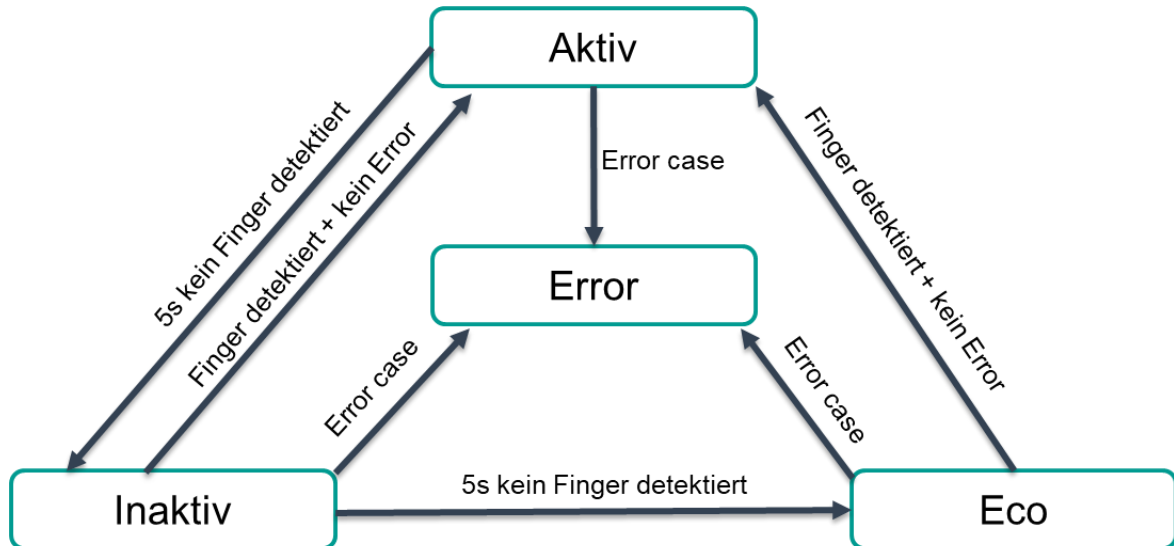 Aktiv
5s kein Finger detektiert
Finger detektiert + kein Error
Error case
Finger detektiert + kein Error
Error
Error case
Error case
Inaktiv
5s kein Finger detektiert
Eco